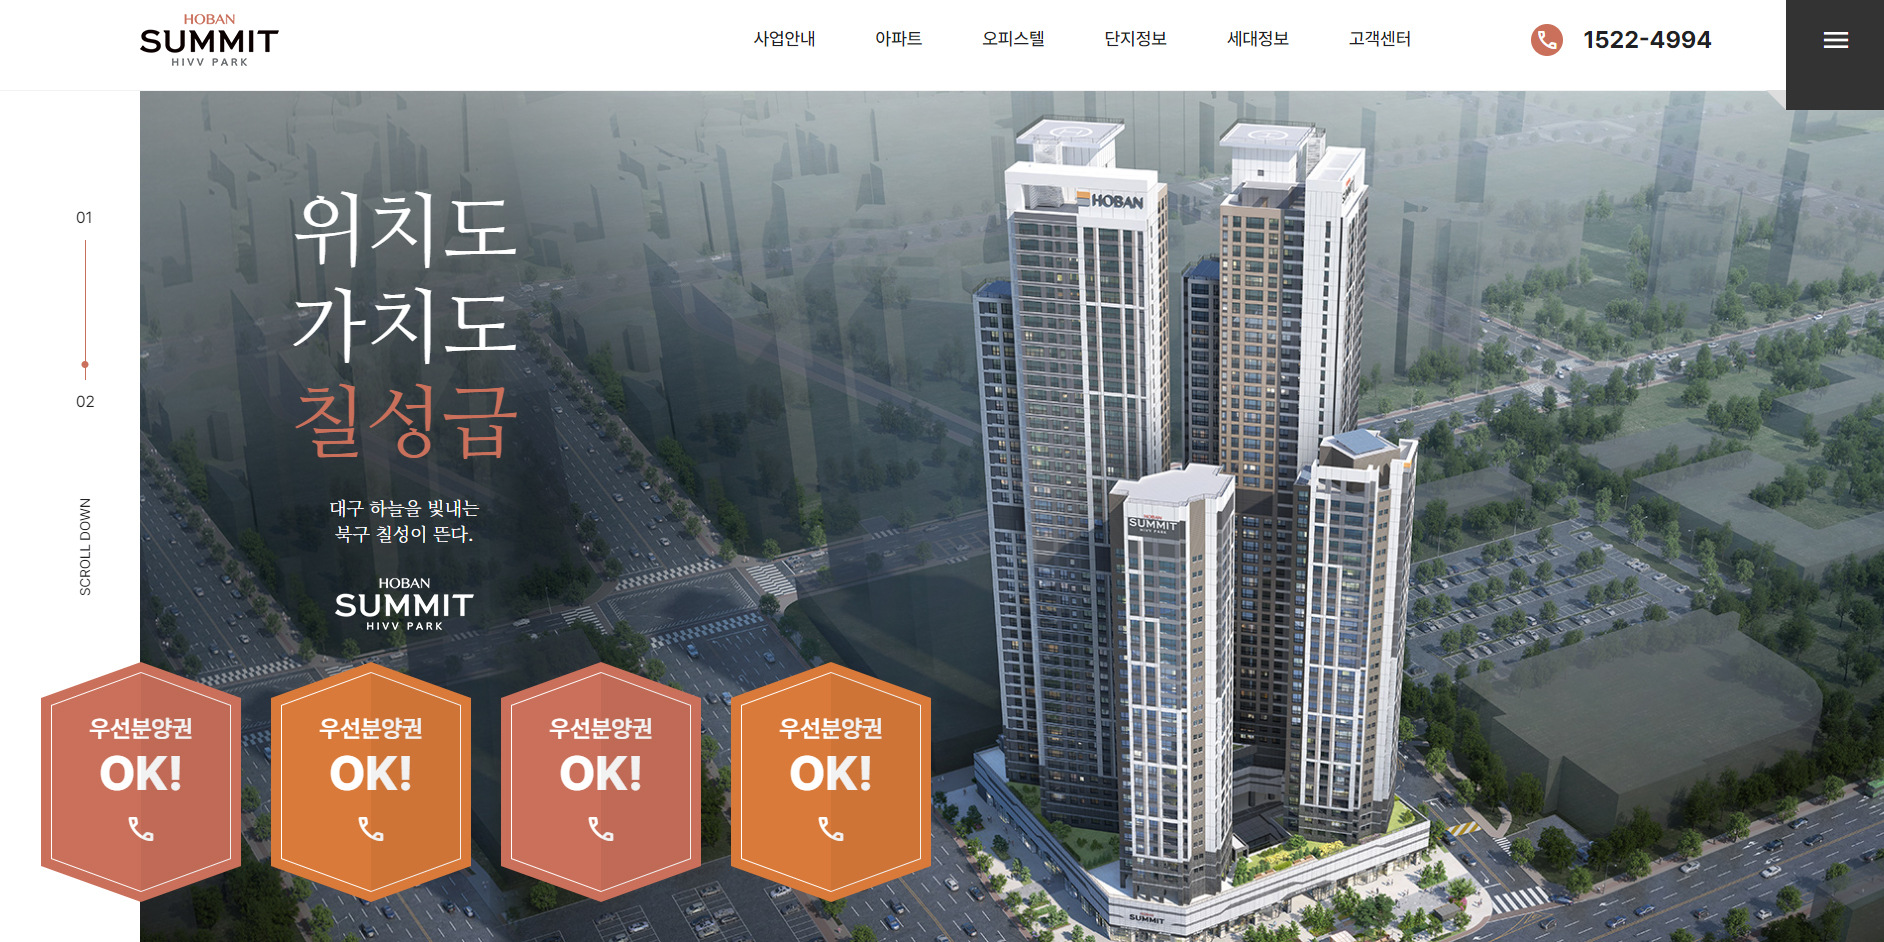 HOBAN
SUMMIT
HIVV PARK
사업안내
아파트
오피스텔
단지정보
세대정보
고객센터
1522-4994
01
02
SCROLL DOWN
위치도
가치도
칠성급
대구 하늘을 빛내는
북구 칠성이 뜬다.
HOBAN
SUMMIT
HIVV PARK
우선분양권
OK!
우선분양권
OK!
우선분양권
OK!
우선분양권
OK!
HOBAN
HOBAN
SUMMIT
HIVV PARK
SUMMIT